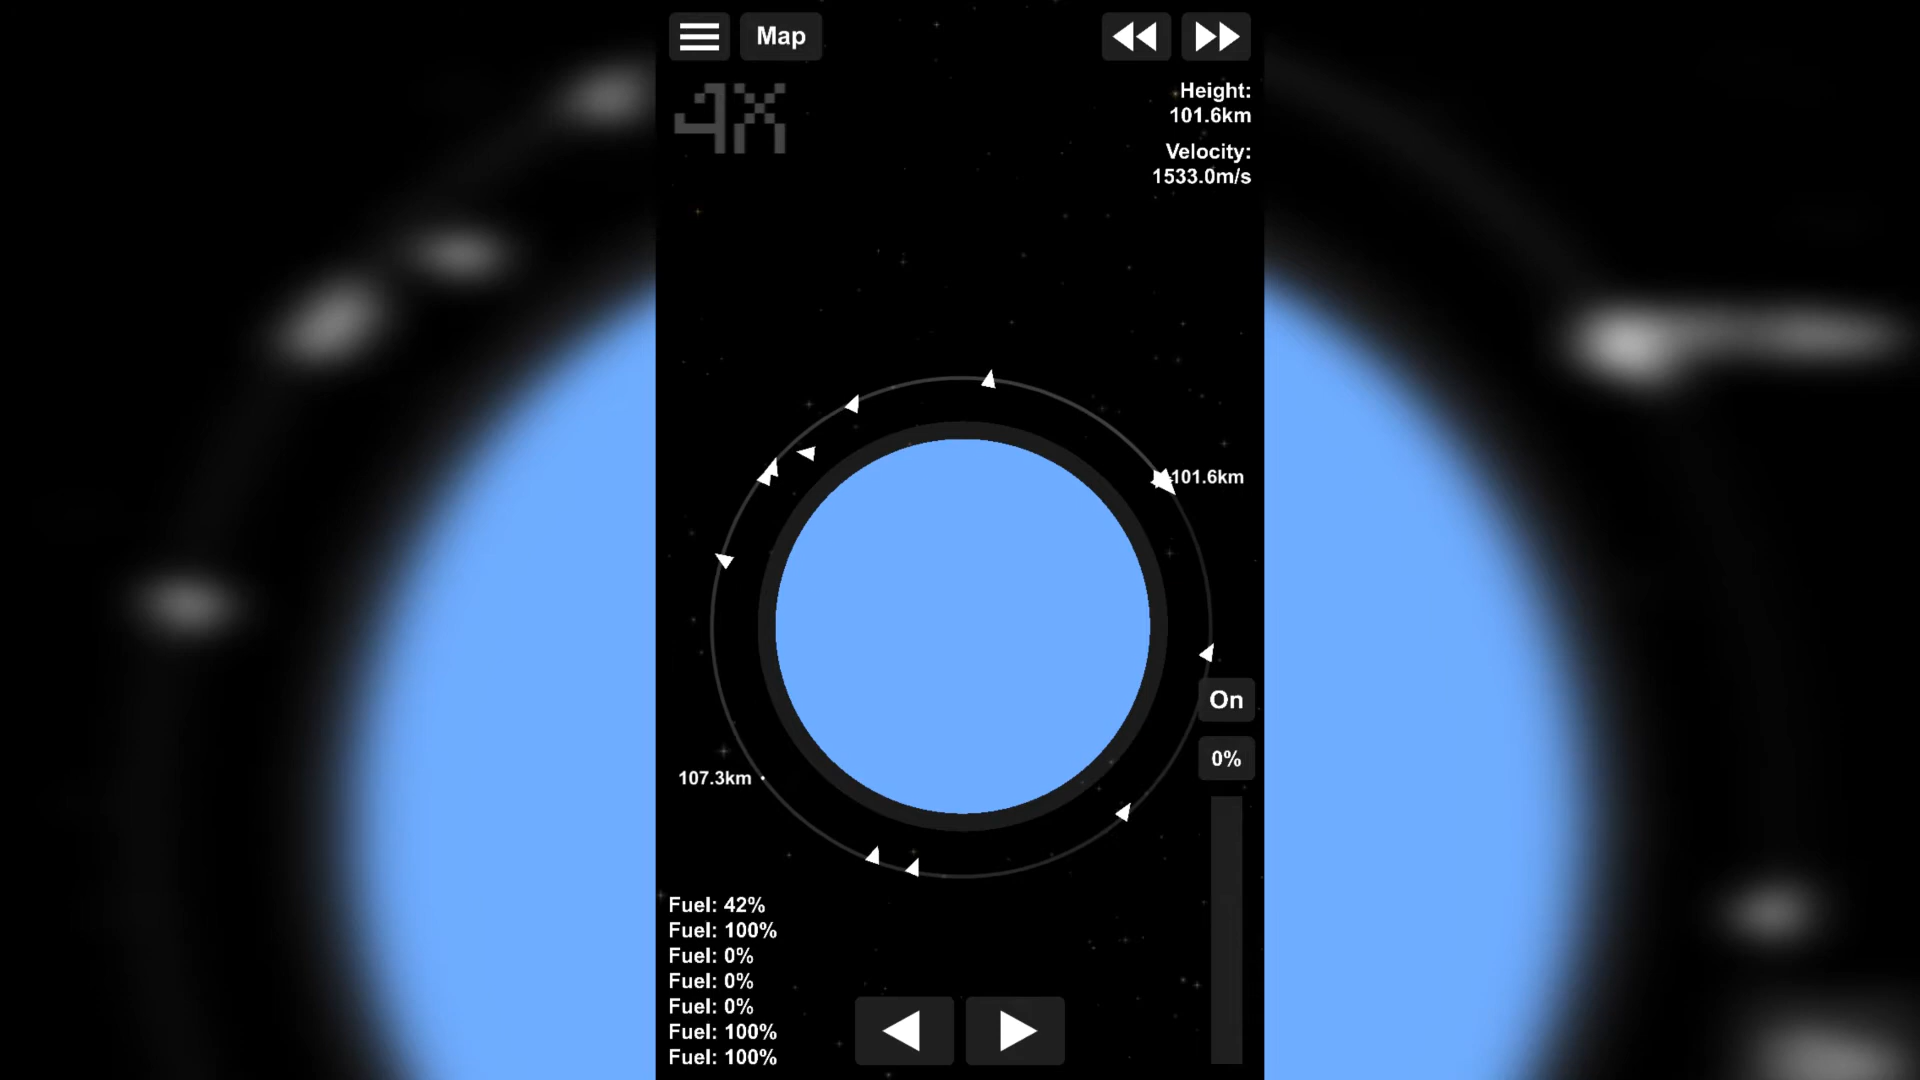 Map
4X
Height:
101.6km
Velocity:
1533.0m/s
101.6km
On
0%
107.3km
Fuel: 42%
Fuel: 100%
Fuel: 0%
Fuel: 0%
Fuel: 0%
Fuel: 100%
Fuel: 100%